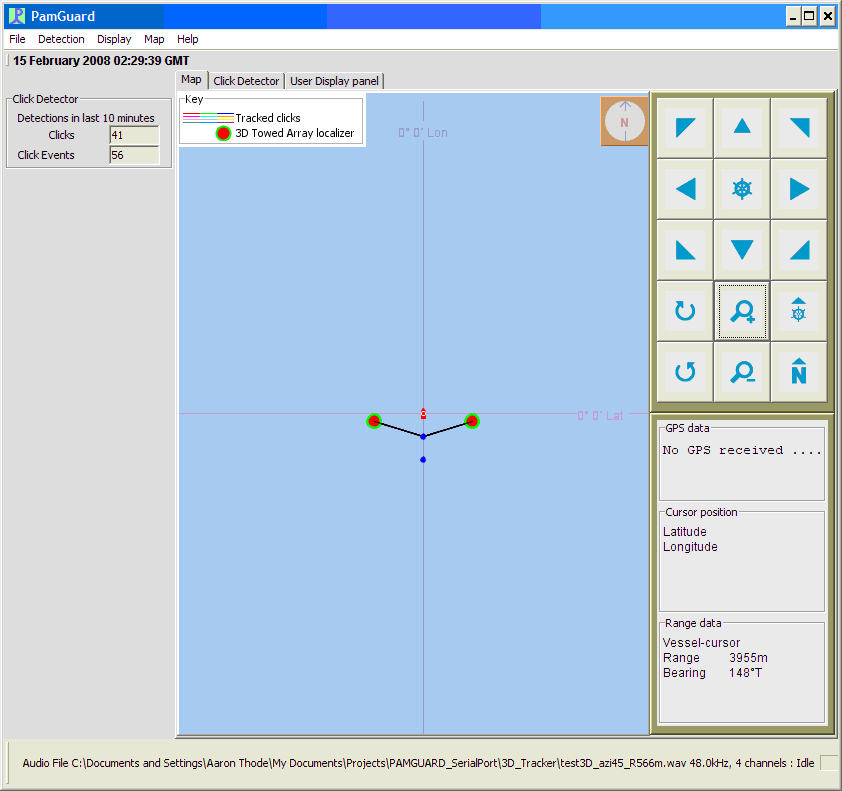 PamGuard
File Detection Display Map Help
15 February 2008 02:29:39 GMT
Map Click Detector User Display panel
Click Detector
Detections in last 10 minutes
Clicks 41
Click Events 56
Key
Tracked clicks
3D Towed Array localizer
0° 0' Lon
N
0° 0' Lat
N
GPS data
No GPS received ....
Cursor position
Latitude
Longitude
Range data
Vessel-cursor
Range 3955m
Bearing 148°T
Audio File C:\Documents and Settings\Aaron Thode\My Documents\Projects\PAMGUARD_SerialPort\3D_Tracker\test3D_azi45_R566m.wav 48.0kHz, 4 channels : Idle